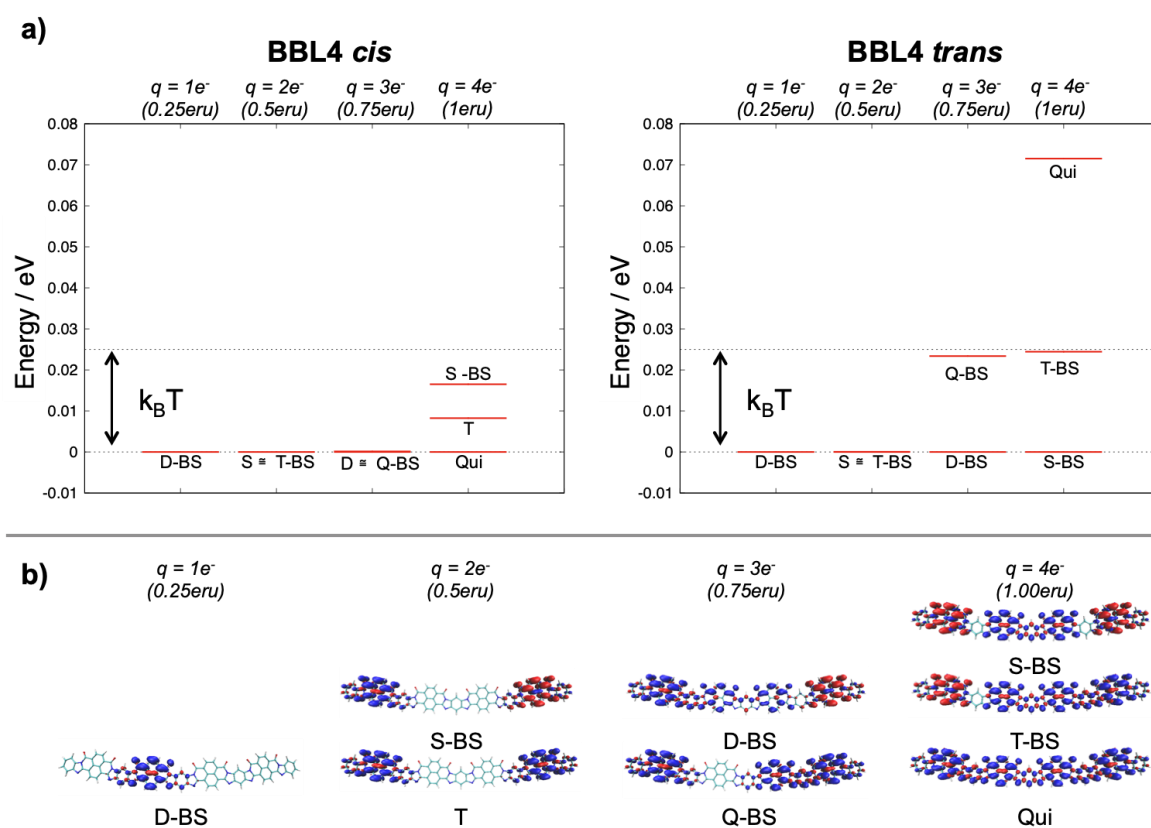 a)
BBL4 cis
q = 1e-
(0.25eru)
q = 2e-
(0.5eru)
q = 3e-
(0.75eru)
q = 4e-
(1eru)
0.08
0.07
0.06
0.05
0.04
0.03
0.02
0.01
0
-0.01
Energy / eV
kBT
D-BS
S ≅ T-BS
D ≅ Q-BS
S -BS
T
Qui
BBL4 trans
q = 1e-
(0.25eru)
q = 2e-
(0.5eru)
q = 3e-
(0.75eru)
q = 4e-
(1eru)
0.08
0.07
0.06
0.05
0.04
0.03
0.02
0.01
0
-0.01
Energy / eV
kBT
D-BS
S ≅ T-BS
Q-BS
D-BS
Qui
T-BS
S-BS
b)
q = 1e-
(0.25eru)
q = 2e-
(0.5eru)
q = 3e-
(0.75eru)
q = 4e-
(1.00eru)
S-BS
S-BS
D-BS
T-BS
D-BS
T
Q-BS
Qui